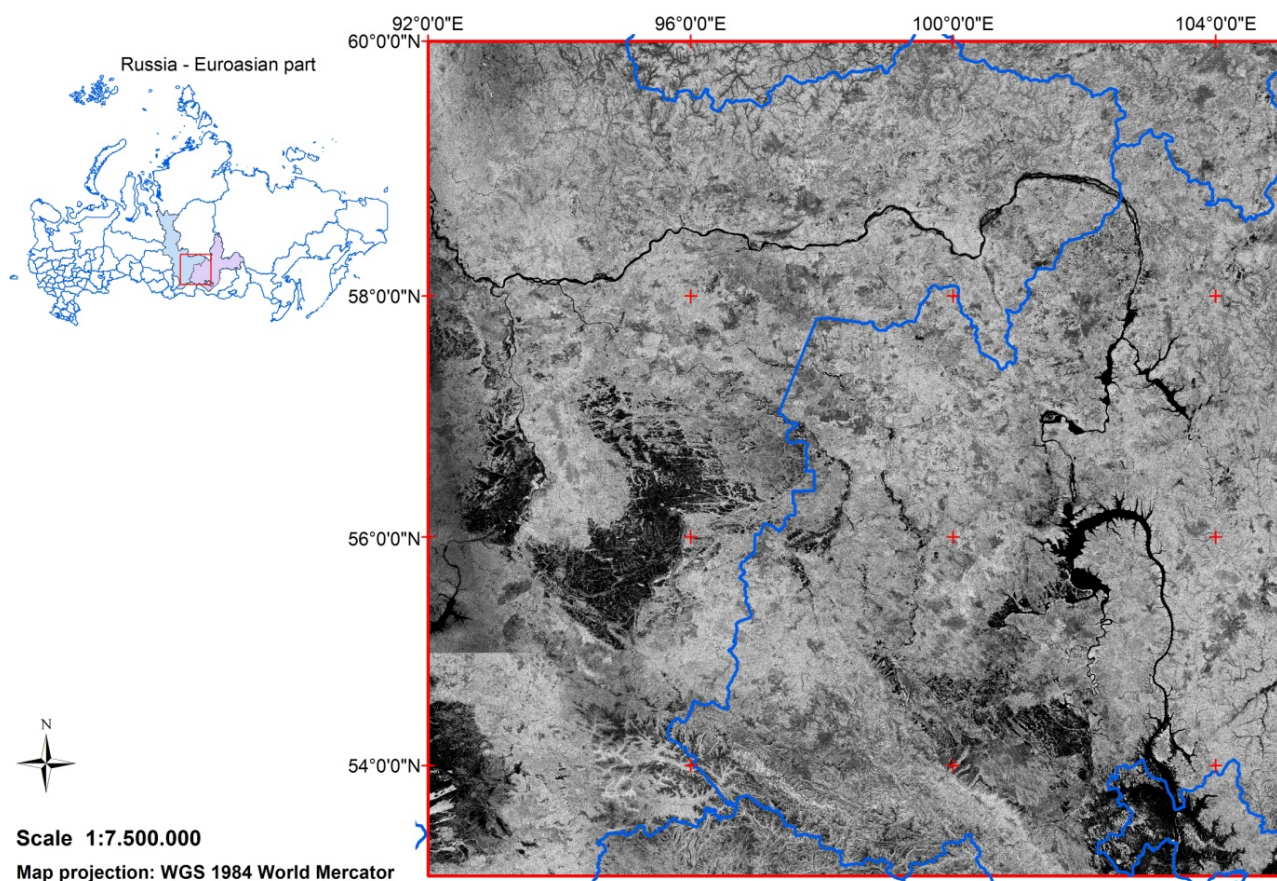 92°0'0"E 96°0'0"E 100°0'0"E 104°0'0"E
60°0'0"N
Russia - Euroasian part
58°0'0"N
56°0'0"N
N
54°0'0"N
Scale 1:7.500.000
Map projection: WGS 1984 World Mercator